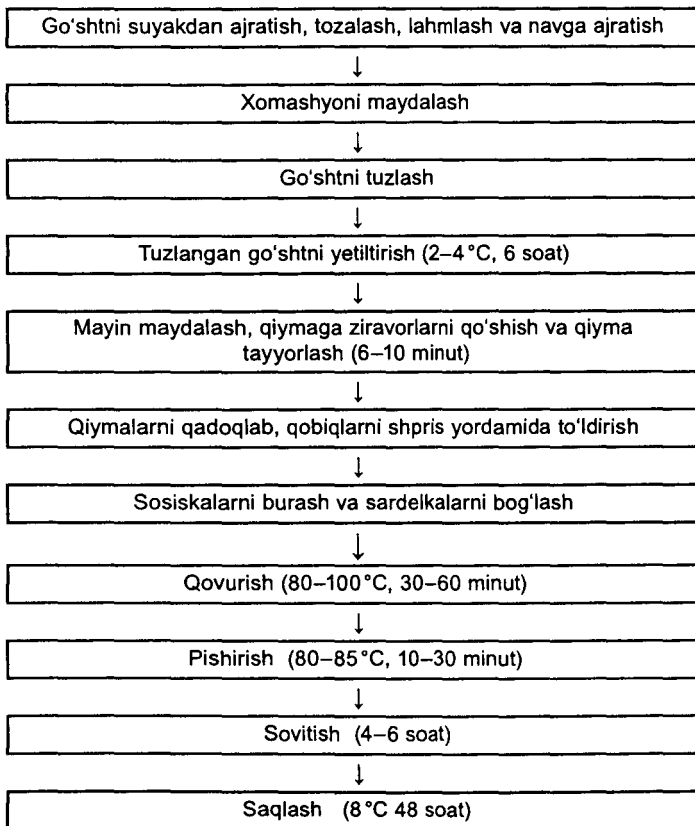 Go‘shtni suyakdan ajratish, tozalash, lahmlash va navga ajratish
↓
Xomashyoni maydalash
↓
Go‘shtni tuzlash
↓
Tuzlangan go‘shtni yetiltirish (2–4 °C, 6 soat)
↓
Mayin maydalash, qiymaga ziravorlarni qo‘shish va qiyma
tayyorlash (6–10 minut)
↓
Qiymalarni qadoqlab, qobiqlarni shpris yordamida to‘ldirish
↓
Sosiskalarni burash va sardelkalarni bog‘lash
↓
Qovurish (80–100 °C, 30–60 minut)
↓
Pishirish (80–85 °C, 10–30 minut)
↓
Sovitish (4–6 soat)
↓
Saqlash (8 °C 48 soat)